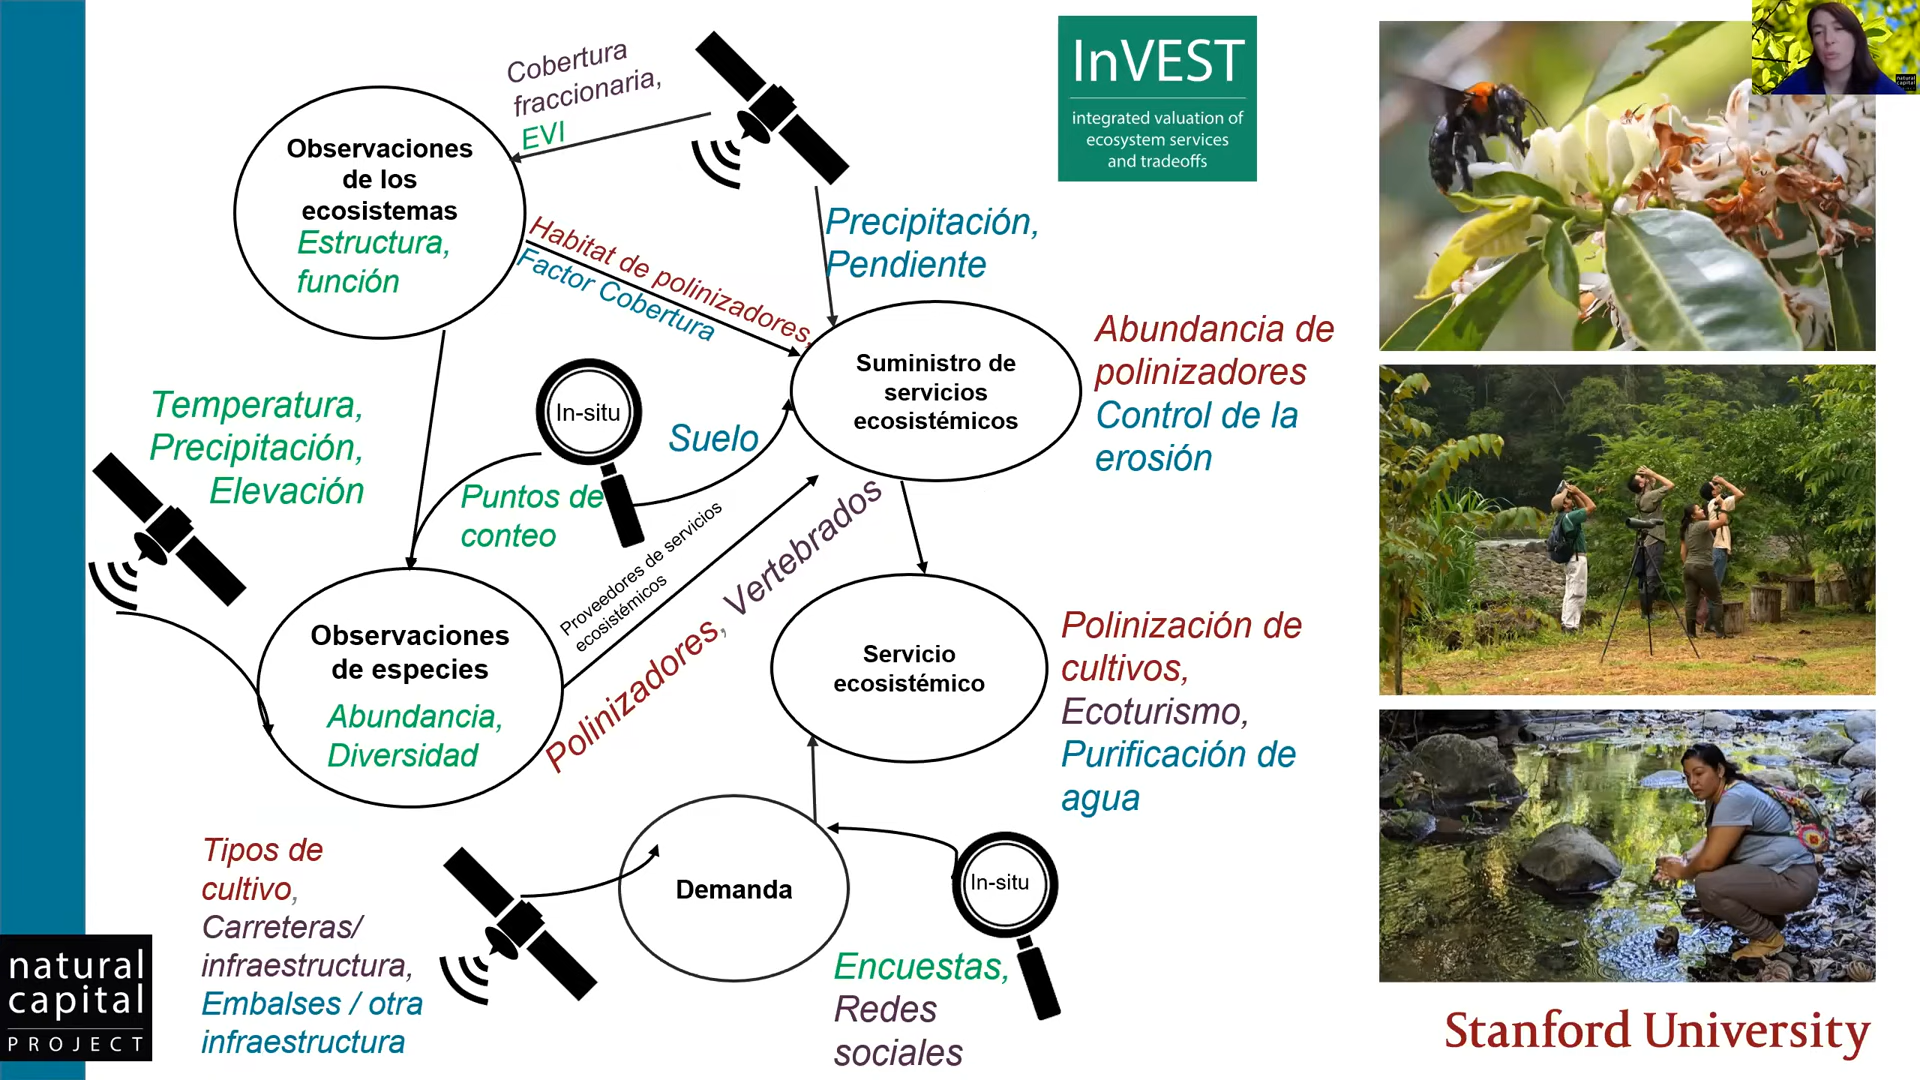 Cobertura
fraccionaria,
EVI
InVEST
integrated valuation of
ecosystem services
and tradeoffs
Observaciones
de los
ecosistemas
Estructura,
función
Precipitación,
Pendiente
Habitat de polinizadores,
Factor Cobertura
Suministro de
servicios
ecosistémicos
Abundancia de
polinizadores
Control de la
erosión
Temperatura,
Precipitación,
Elevación
In-situ
Suelo
Puntos de
conteo
Proveedores de servicios
ecosistémicos
Polinizadores, Vertebrados
Observaciones
de especies
Abundancia,
Diversidad
Servicio
ecosistémico
Polinización de
cultivos,
Ecoturismo,
Purificación de
agua
Tipos de
cultivo,
Carreteras/
infraestructura,
Embalses / otra
infraestructura
Demanda
In-situ
Encuestas,
Redes
sociales
natural
capital
PROJECT
Stanford University
natural
capital